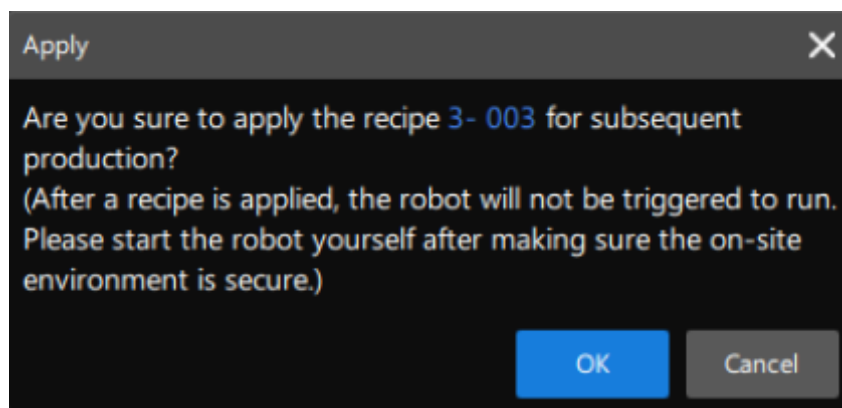 Apply
Are you sure to apply the recipe 3- 003 for subsequent
production?
(After a recipe is applied, the robot will not be triggered to run.
Please start the robot yourself after making sure the on-site
environment is secure.)
OK Cancel